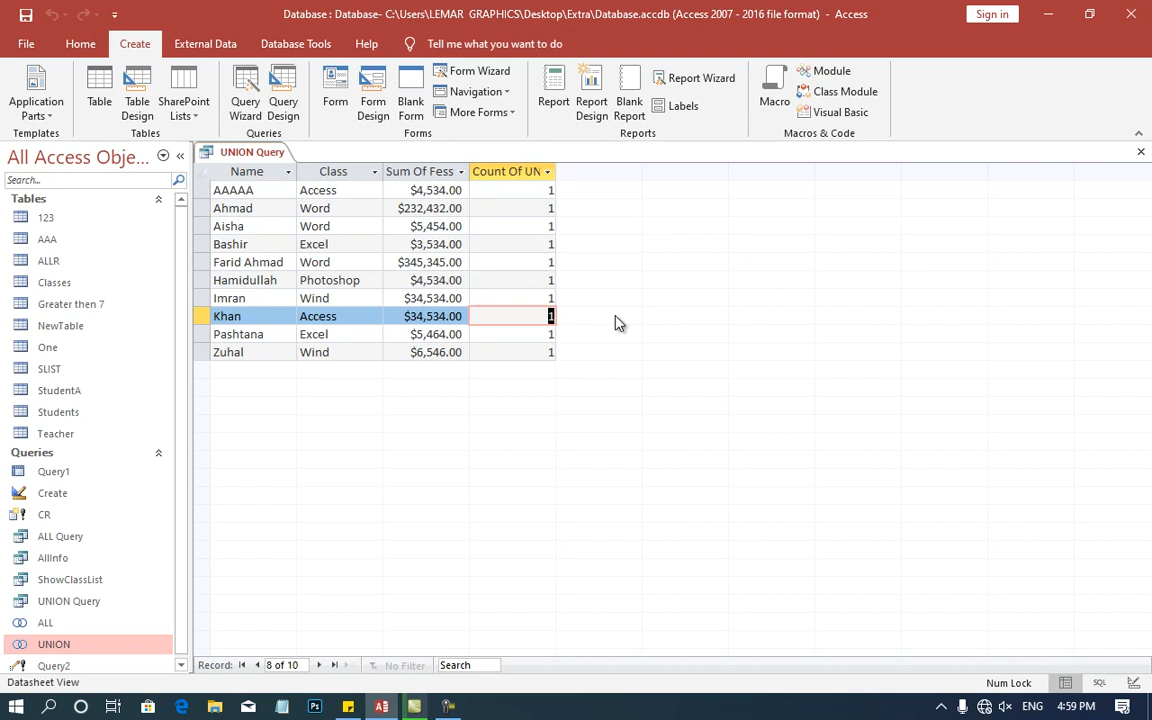 Database : Database- C:\Users\LEMAR  GRAPHICS\Desktop\Extra\Database.accdb (Access 2007 - 2016 file format)  -  Access
Sign in
File
Home
Create
External Data
Database Tools
Help
Tell me what you want to do
Application Parts
Templates
Table
Table Design
SharePoint Lists
Tables
Query Wizard
Query Design
Queries
Form
Form Design
Blank Form
Form Wizard
Navigation
More Forms
Forms
Report
Report Design
Blank Report
Report Wizard
Labels
Reports
Macro
Module
Class Module
Visual Basic
Macros & Code
All Access Obje...
Search...
Tables
123
AAA
ALLR
Classes
Greater then 7
NewTable
One
SLIST
StudentA
Students
Teacher
Queries
Query1
Create
CR
ALL Query
AllInfo
ShowClassList
UNION Query
ALL
UNION
Query2
UNION Query
Name Class Sum Of Fess Count Of UN
AAAAA Access $4,534.00 1
Ahmad Word $232,432.00 1
Aisha Word $5,454.00 1
Bashir Excel $3,534.00 1
Farid Ahmad Word $345,345.00 1
Hamidullah Photoshop $4,534.00 1
Imran Wind $34,534.00 1
Khan Access $34,534.00 1
Pashtana Excel $5,464.00 1
Zuhal Wind $6,546.00 1
Record: 8 of 10 No Filter Search
Datasheet View
Num Lock
SQL
ENG
4:59 PM